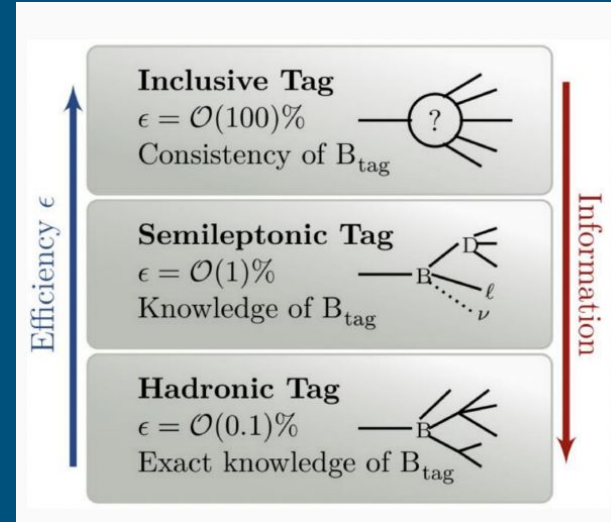 Efficiency ϵ
Inclusive Tag
ϵ = 𝒪(100)%
Consistency of B_tag
?
Semileptonic Tag
ϵ = 𝒪(1)%
Knowledge of B_tag
B
D
ℓ
ν
Hadronic Tag
ϵ = 𝒪(0.1)%
Exact knowledge of B_tag
B
Information